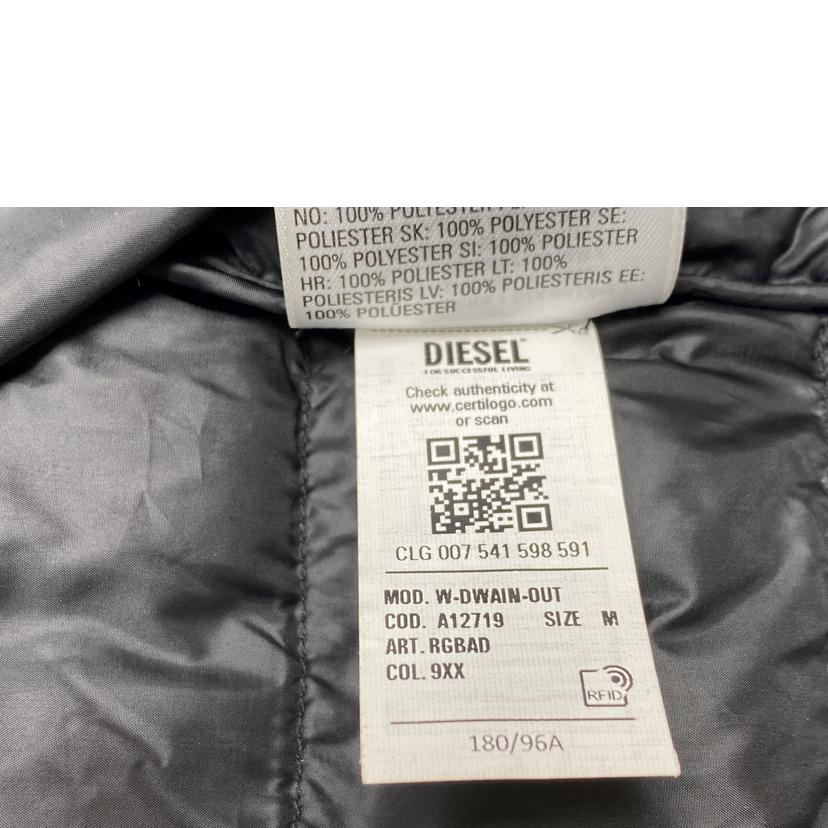 NO: 100% POLYESTER
POLIESTER SK: 100% POLYESTER SE:
100% POLYESTER SI: 100% POLIESTER
HR: 100% POLIESTER LT: 100%
POLIESTERIS LV: 100% POLIESTERIS EE:
100% POLÜESTER
DIESEL
FOR SUCCESSFUL LIVING
Check authenticity at
www.certilogo.com
or scan
CLG 007 541 598 591
MOD. W-DWAIN-OUT
COD. A12719 SIZE M
ART. RGBAD
COL. 9XX
RFID
180/96A